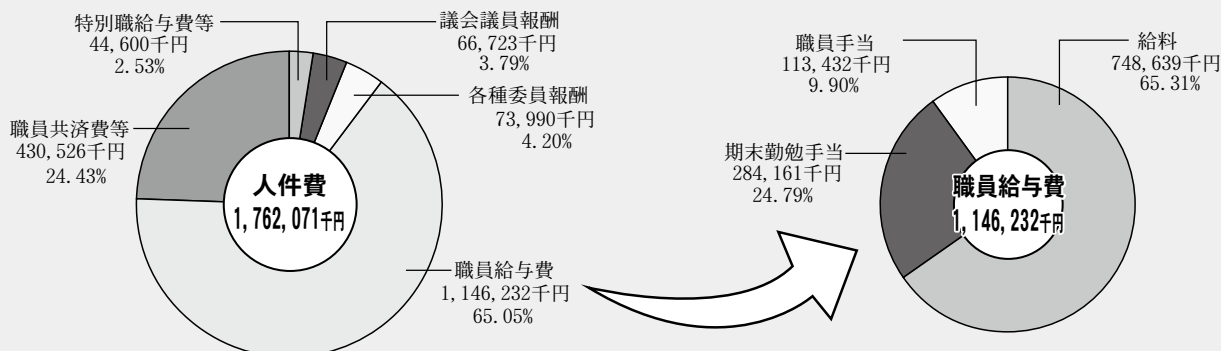 特別職給与費等
44,600千円
2.53%
議会議員報酬
66,723千円
3.79%
各種委員報酬
73,990千円
4.20%
職員共済費等
430,526千円
24.43%
人件費
1,762,071千円
職員給与費
1,146,232千円
65.05%
職員手当
113,432千円
9.90%
給料
748,639千円
65.31%
期末勤勉手当
284,161千円
24.79%
職員給与費
1,146,232千円